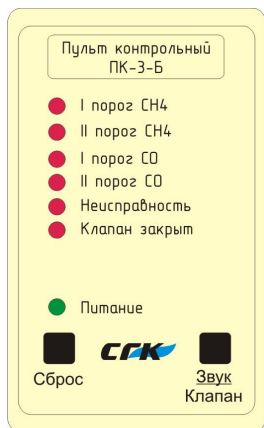 Пульт контрольный
ПК-3-Б
I порог CH4
II порог CH4
I порог CO
II порог CO
Неисправность
Клапан закрыт
Питание
СГК
Сброс
Звук
Клапан